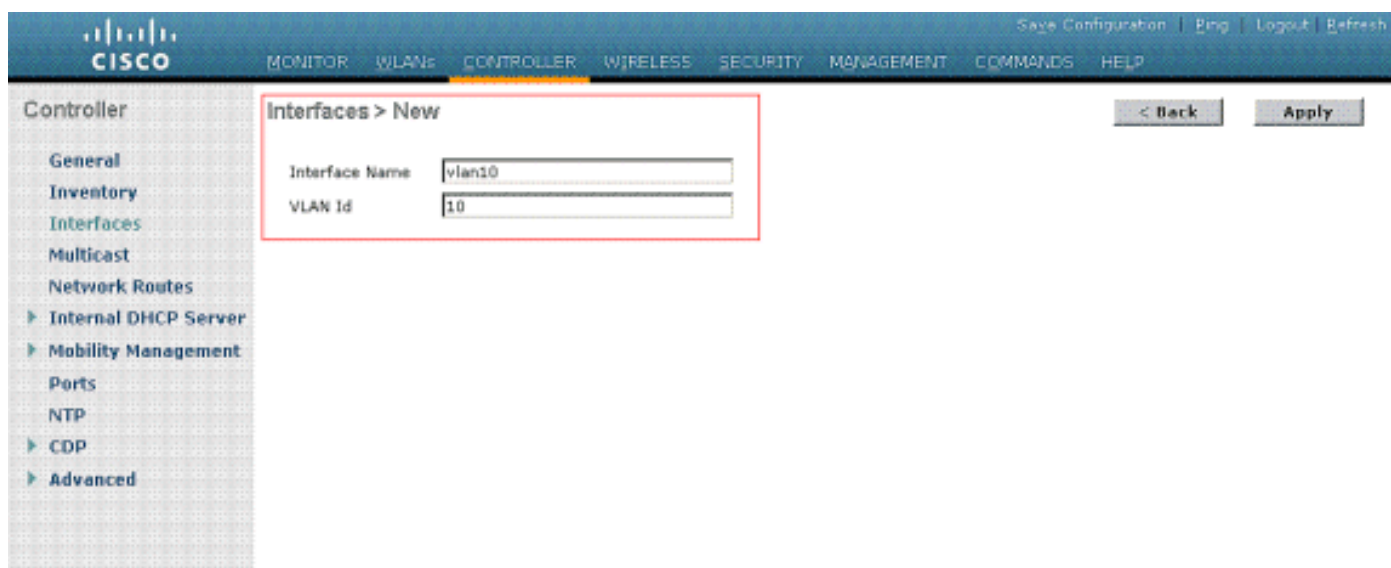 Save Configuration | Ping | Logout | Refresh
CISCO
MONITOR WLANs CONTROLLER WIRELESS SECURITY MANAGEMENT COMMANDS HELP
Controller
General
Inventory
Interfaces
Multicast
Network Routes
Internal DHCP Server
Mobility Management
Ports
NTP
CDP
Advanced
Interfaces > New
< Back
Apply
Interface Name vlan10
VLAN Id 10